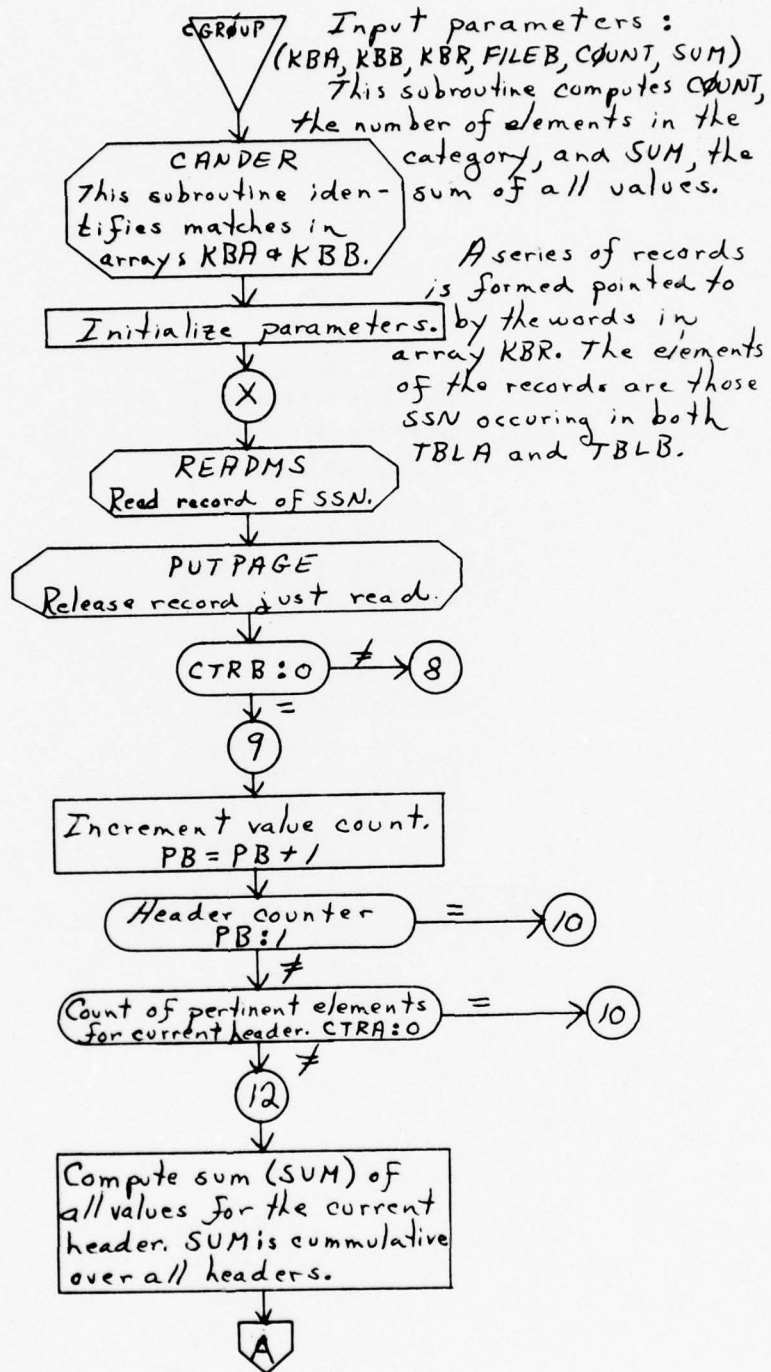 CGRØUP
Input parameters :
(KBA, KBB, KBR, FILEB, CØUNT, SUM)
This subroutine computes CØUNT,
the number of elements in the
category, and SUM, the
sum of all values.
CANDER
This subroutine iden-
tifies matches in
arrays KBA & KBB.
A series of records
is formed pointed to
by the words in
array KBR. The elements
of the records are those
SSN occuring in both
TBLA and TBLB.
Initialize parameters.
X
READMS
Read record of SSN.
PUTPAGE
Release record just read.
CTRB : 0 ≠ 8
=
9
Increment value count.
PB = PB + 1
Header counter = 10
PB : 1
≠
Count of pertinent elements = 10
for current header. CTRA : 0
≠
12
Compute sum (SUM) of
all values for the current
header. SUM is cummulative
over all headers.
A